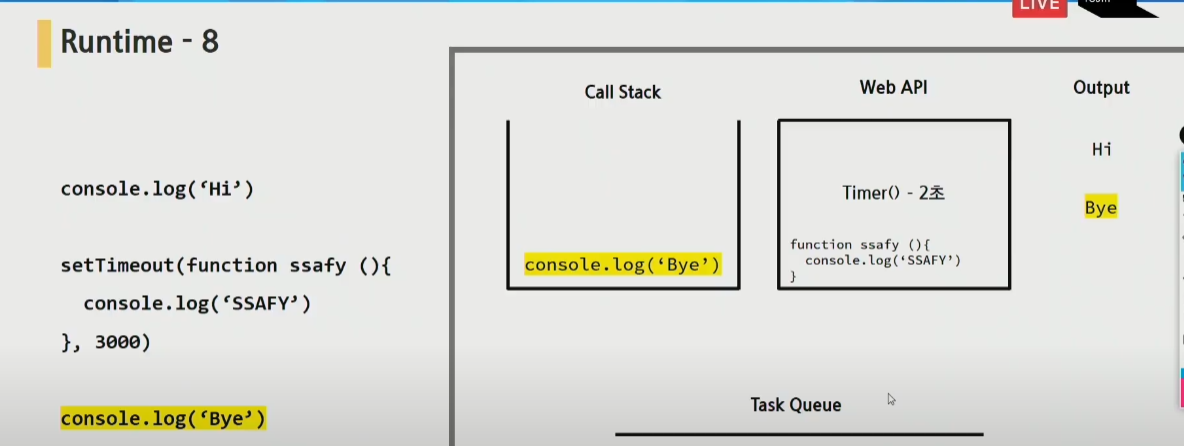 LIVE
Runtime - 8
console.log(‘Hi’)
setTimeout(function ssafy (){
console.log(‘SSAFY’)
}, 3000)
console.log(‘Bye’)
Call Stack
console.log(‘Bye’)
Web API
Timer() - 2초
function ssafy (){
console.log(‘SSAFY’)
}
Output
Hi
Bye
Task Queue